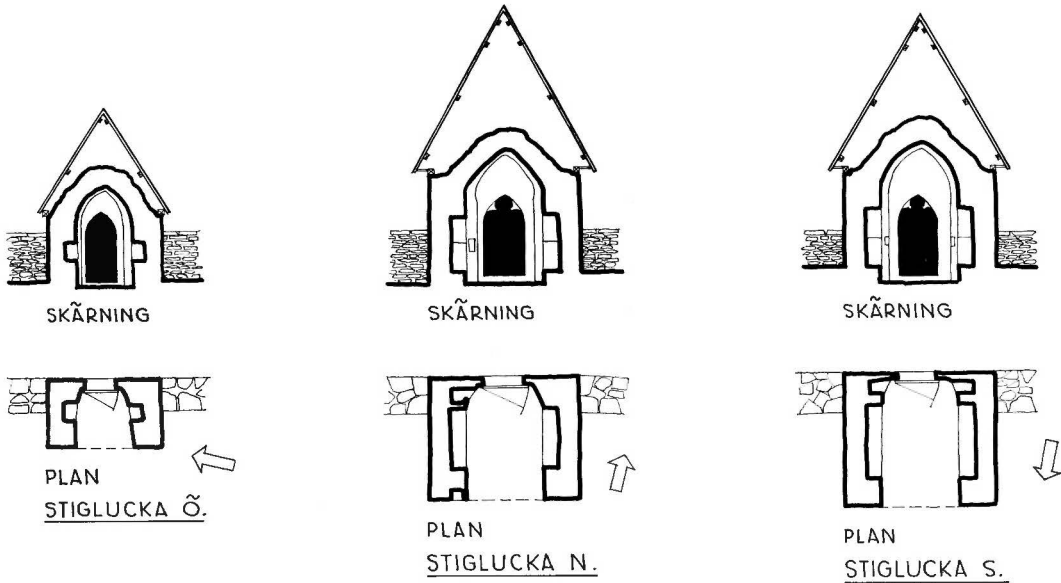 SKÄRNING
SKÄRNING
SKÄRNING
PLAN
STIGLUCKA Ö.
PLAN
STIGLUCKA N.
PLAN
STIGLUCKA S.